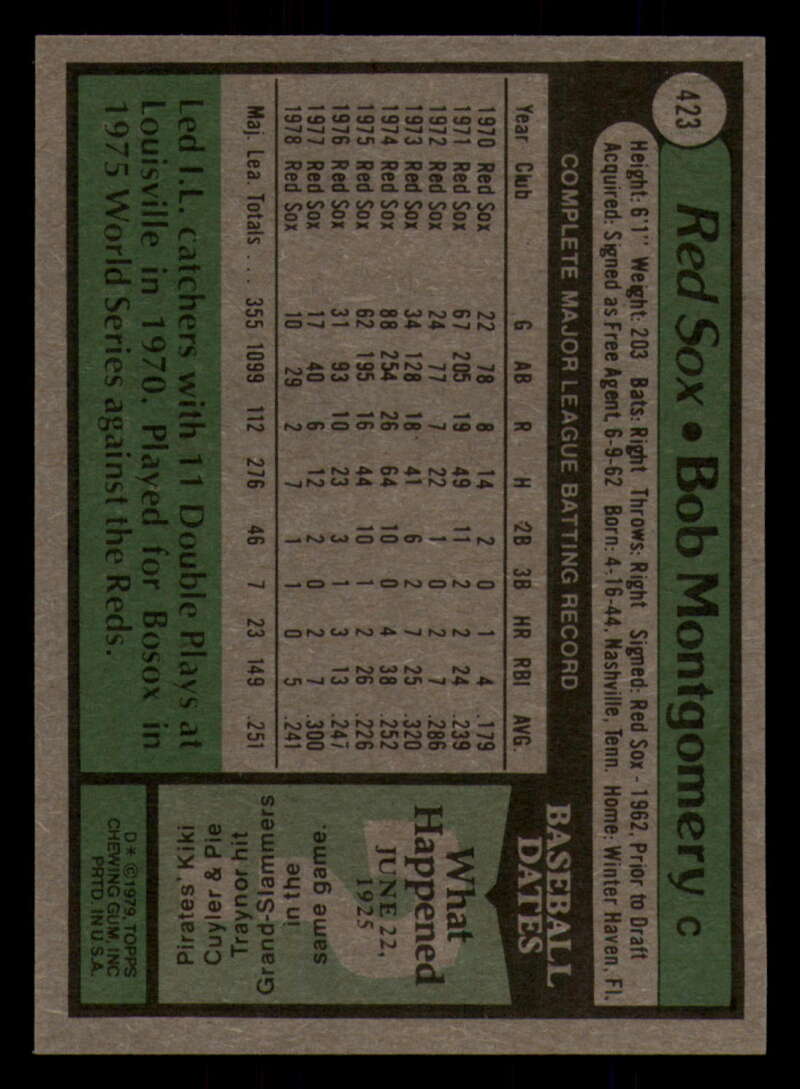 423
Red Sox • Bob Montgomery C
Height: 6'1" Weight: 203 Bats: Right Throws: Right Signed: Red Sox - 1962, Prior to Draft
Acquired: Signed as Free Agent, 6-9-62 Born: 4-16-44, Nashville, Tenn. Home: Winter Haven, Fl.
COMPLETE MAJOR LEAGUE BATTING RECORD
Year Club G AB R H 2B 3B HR RBI AVG.
1970 Red Sox 22 78 8 14 2 0 1 4 .179
1971 Red Sox 67 205 19 49 11 2 2 24 .239
1972 Red Sox 24 77 7 22 1 0 2 7 .286
1973 Red Sox 34 128 18 41 6 2 7 25 .320
1974 Red Sox 88 254 26 64 10 0 4 38 .252
1975 Red Sox 62 195 16 44 10 1 2 26 .226
1976 Red Sox 31 93 10 23 3 1 3 13 .247
1977 Red Sox 17 40 6 12 2 0 2 7 .300
1978 Red Sox 10 29 2 7 1 1 0 5 .241
Maj. Lea. Totals . . . 355 1099 112 276 46 7 23 149 .251
Led I.L. catchers with 11 Double Plays at
Louisville in 1970. Played for Bosox in
1975 World Series against the Reds.
BASEBALL
DATES
What
Happened
JUNE 22,
1925
Pirates' Kiki
Cuyler & Pie
Traynor hit
Grand-Slammers
in the
same game.
D* ©1979, TOPPS
CHEWING GUM, INC
PRTD. IN U.S.A.